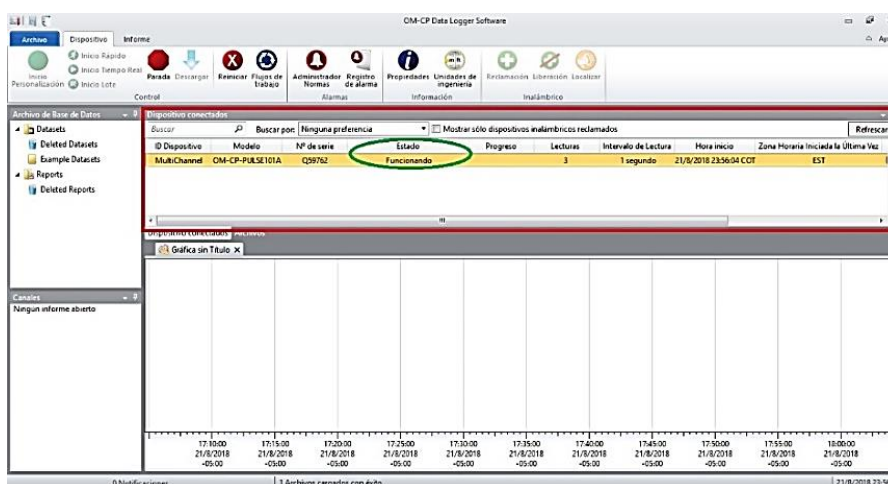 OM-CP Data Logger Software
Archivo Dispositivo Informe
Inicio Personalización
Inicio Rápido
Inicio Tiempo Real
Inicio Lote
Parada Descargar
Reiniciar Flujos de trabajo
Administrador Normas Registro de alarma
Propiedades Unidades de ingeniería
Reclamación Liberación Localizar
Control Alarmas Información Inalámbrico
Archivo de Base de Datos
Datasets
Deleted Datasets
Example Datasets
Reports
Deleted Reports
Dispositivo conectados
Buscar Buscar por: Ninguna preferencia Mostrar sólo dispositivos inalámbricos reclamados Refrescar
ID Dispositivo Modelo Nº de serie Estado Progreso Lecturas Intervalo de Lectura Hora inicio Zona Horaria Iniciada la Última Vez
MultiChannel OM-CP-PULSE101A Q59762 Funcionando 3 1 segundo 21/8/2018 23:56:04 COT EST
Dispositivo conectados Archivos
Gráfica sin Título
Canales
Ningun informe abierto
17:10:00 17:15:00 17:20:00 17:25:00 17:30:00 17:35:00 17:40:00 17:45:00 17:50:00 17:55:00 18:00:00
21/8/2018 21/8/2018 21/8/2018 21/8/2018 21/8/2018 21/8/2018 21/8/2018 21/8/2018 21/8/2018 21/8/2018 21/8/2018
-05:00 -05:00 -05:00 -05:00 -05:00 -05:00 -05:00 -05:00 -05:00 -05:00 -05:00
0 Notificaciones Archivos cargados con éxito 21/8/2018